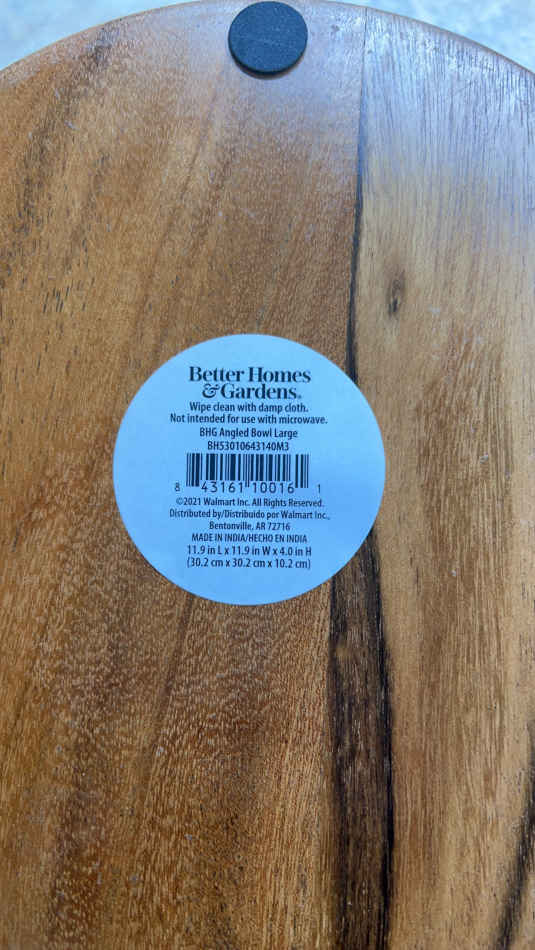 Better Homes
&Gardens®
Wipe clean with damp cloth.
Not intended for use with microwave.
BHG Angled Bowl Large
BH53010643140M3
8 43161 10016 1
©2021 Walmart Inc. All Rights Reserved.
Distributed by/Distribuido por Walmart Inc.,
Bentonville, AR 72716
MADE IN INDIA/HECHO EN INDIA
11.9 in L x 11.9 in W x 4.0 in H
(30.2 cm x 30.2 cm x 10.2 cm)